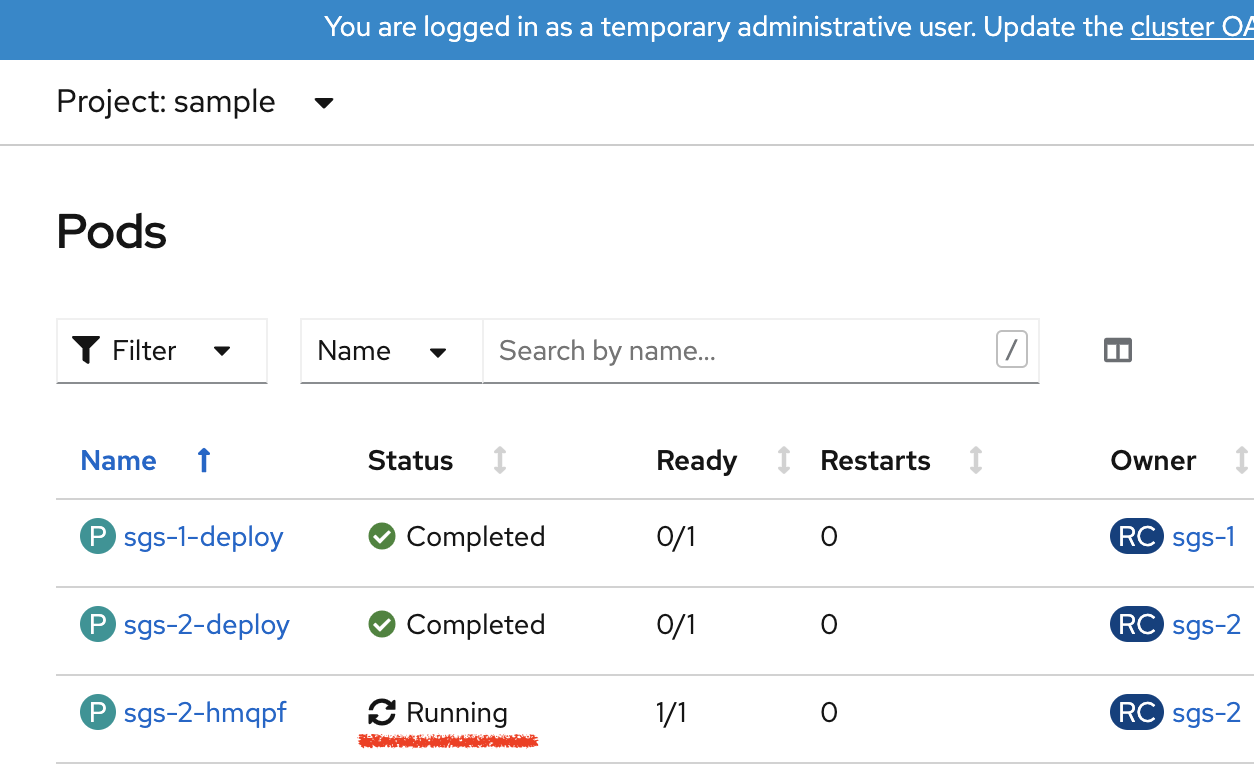 You are logged in as a temporary administrative user. Update the cluster OA
Project: sample
Pods
Filter Name Search by name... /
Name Status Ready Restarts Owner
P sgs-1-deploy Completed 0/1 0 RC sgs-1
P sgs-2-deploy Completed 0/1 0 RC sgs-2
P sgs-2-hmqpf Running 1/1 0 RC sgs-2